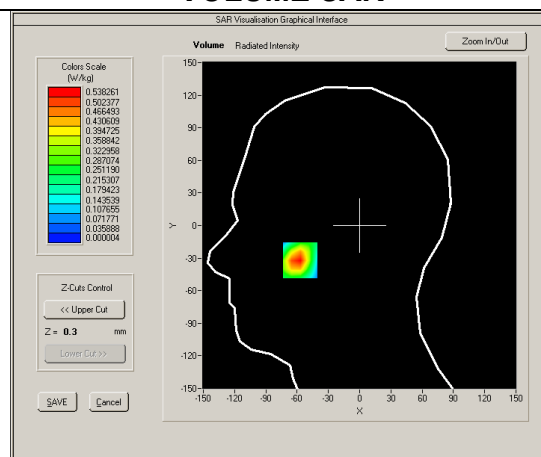 VOLUME SAR
SAR Visualisation Graphical Interface
Volume Radiated Intensity
Zoom In/Out
Colors Scale
(W/kg)
0.538261
0.502377
0.466493
0.430609
0.394725
0.358842
0.322958
0.287074
0.251190
0.215307
0.179423
0.143539
0.107655
0.071771
0.035888
0.000004
Z-Cuts Control
<< Upper Cut
Z = 0.3 mm
Lower Cut >>
SAVE
Cancel
150
120
90
60
30
0
-30
-60
-90
-120
-150
Y
-150 -120 -90 -60 -30 0 30 60 90 120 150
X